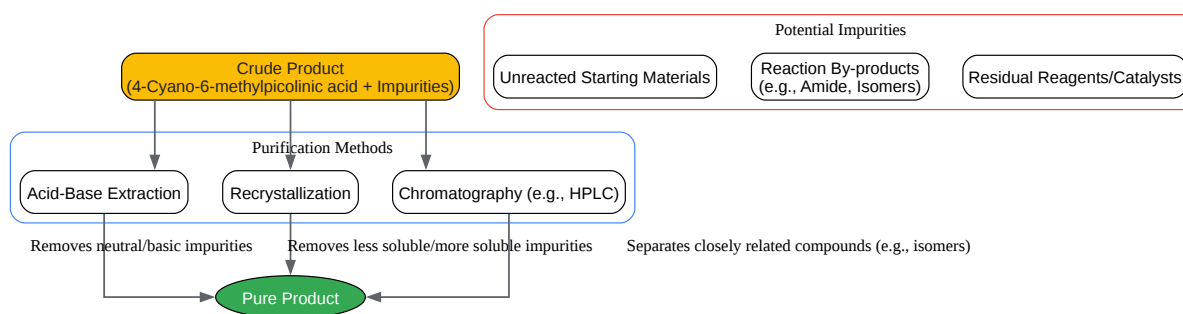 Potential Impurities
Crude Product
(4-Cyano-6-methylpicolinic acid + Impurities)
Unreacted Starting Materials
Reaction By-products
(e.g., Amide, Isomers)
Residual Reagents/Catalysts
Purification Methods
Acid-Base Extraction
Recrystallization
Chromatography (e.g., HPLC)
Removes neutral/basic impurities
Removes less soluble/more soluble impurities
Separates closely related compounds (e.g., isomers)
Pure Product